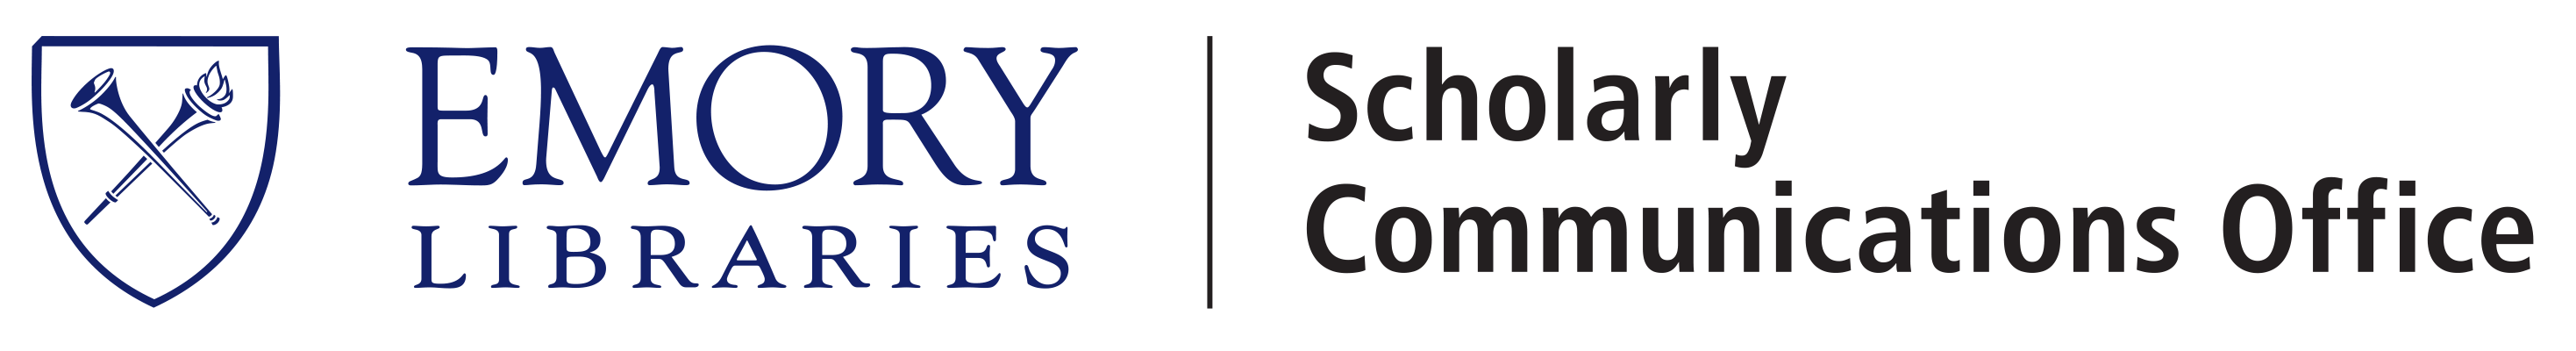 EMORY
LIBRARIES
Scholarly
Communications Office